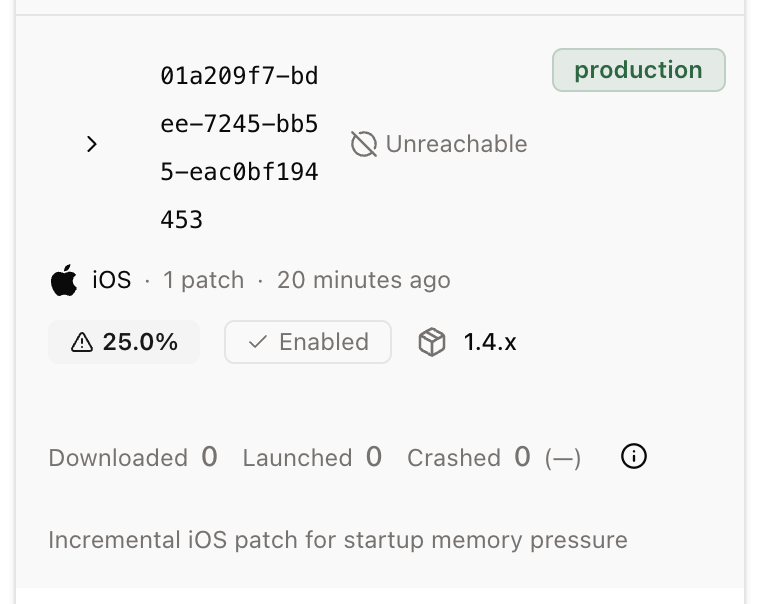 01a209f7-bd
ee-7245-bb5
5-eac0bf194
453
Unreachable
production
iOS · 1 patch · 20 minutes ago
25.0% Enabled 1.4.x
Downloaded 0 Launched 0 Crashed 0 (—)
Incremental iOS patch for startup memory pressure